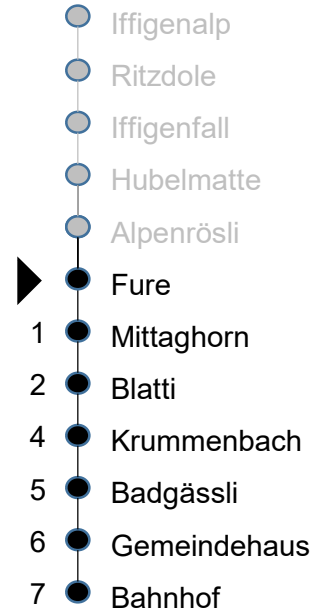 Iffigenalp
Ritzdole
Iffigenfall
Hubelmatte
Alpenrösli
Fure
1 Mittaghorn
2 Blatti
4 Krummenbach
5 Badgässli
6 Gemeindehaus
7 Bahnhof